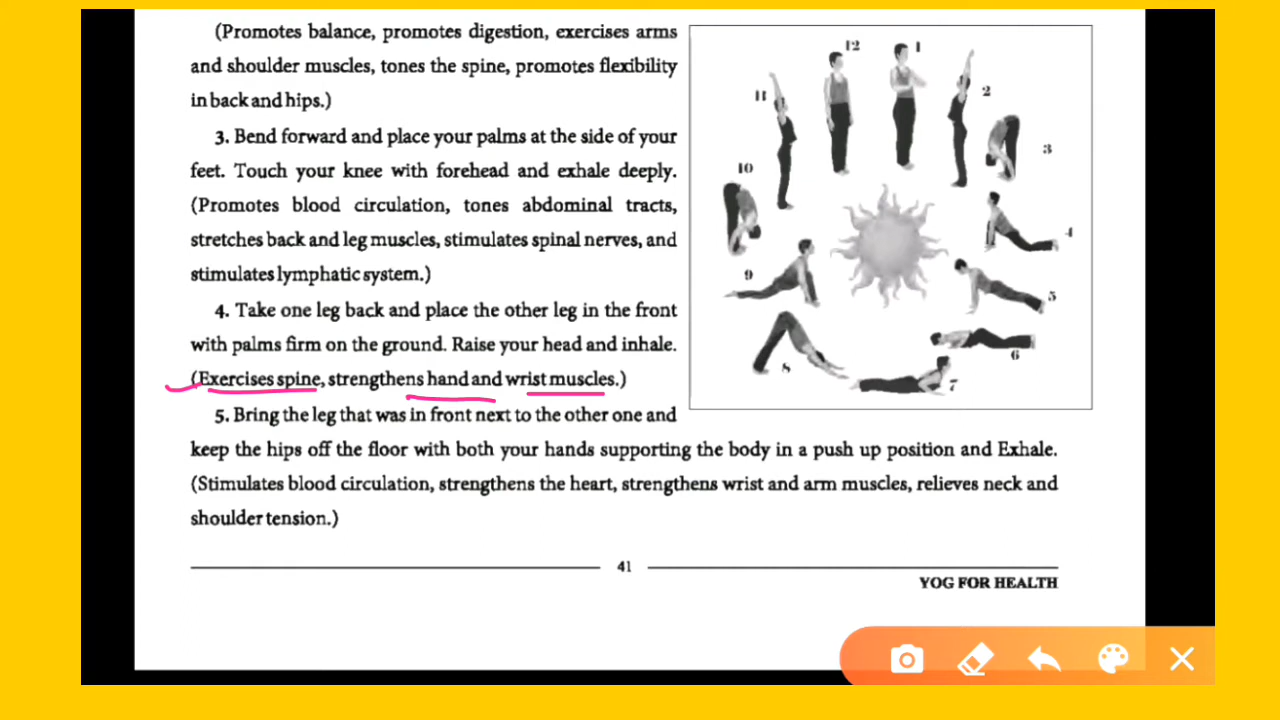 (Promotes balance, promotes digestion, exercises arms
and shoulder muscles, tones the spine, promotes flexibility
in back and hips.)
3. Bend forward and place your palms at the side of your
feet. Touch your knee with forehead and exhale deeply.
(Promotes blood circulation, tones abdominal tracts,
stretches back and leg muscles, stimulates spinal nerves, and
stimulates lymphatic system.)
4. Take one leg back and place the other leg in the front
with palms firm on the ground. Raise your head and inhale.
(Exercises spine, strengthens hand and wrist muscles.)
5. Bring the leg that was in front next to the other one and
keep the hips off the floor with both your hands supporting the body in a push up position and Exhale.
(Stimulates blood circulation, strengthens the heart, strengthens wrist and arm muscles, relieves neck and
shoulder tension.)
12
1
11
2
3
10
4
9
5
6
8
7
41
YOG FOR HEALTH